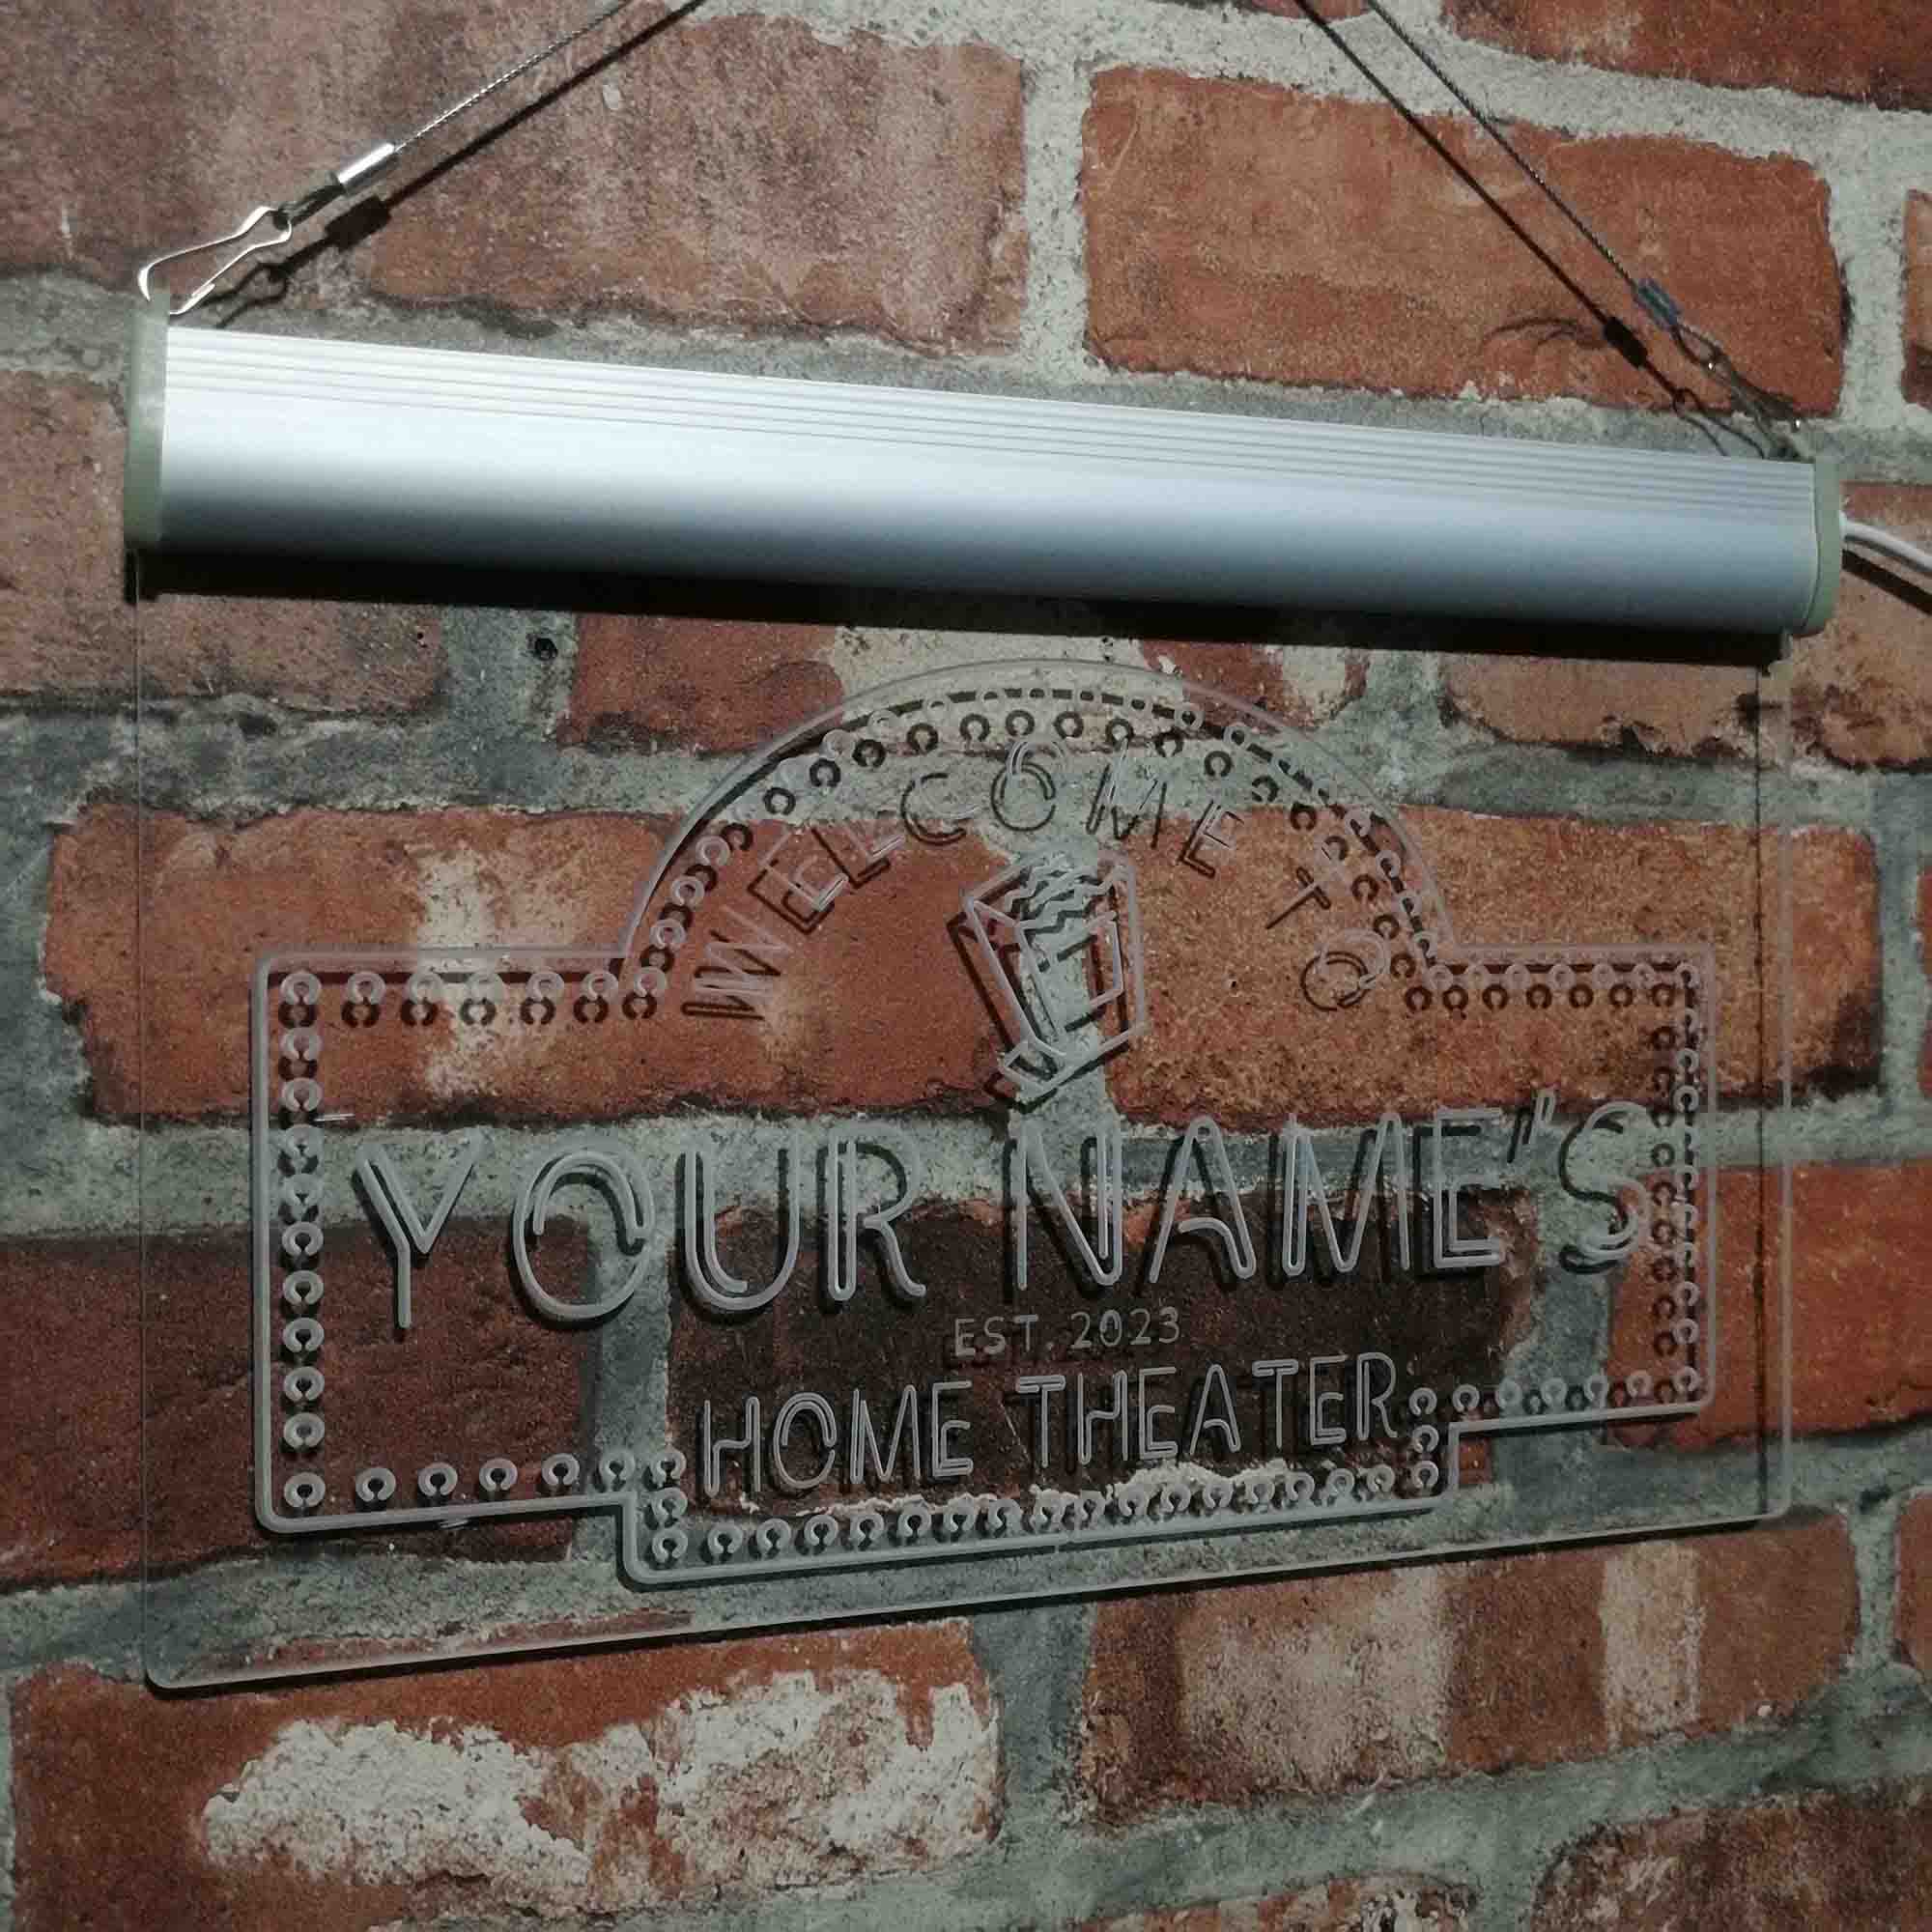 WELCOME TO
YOUR NAME'S
EST. 2023
HOME THEATER